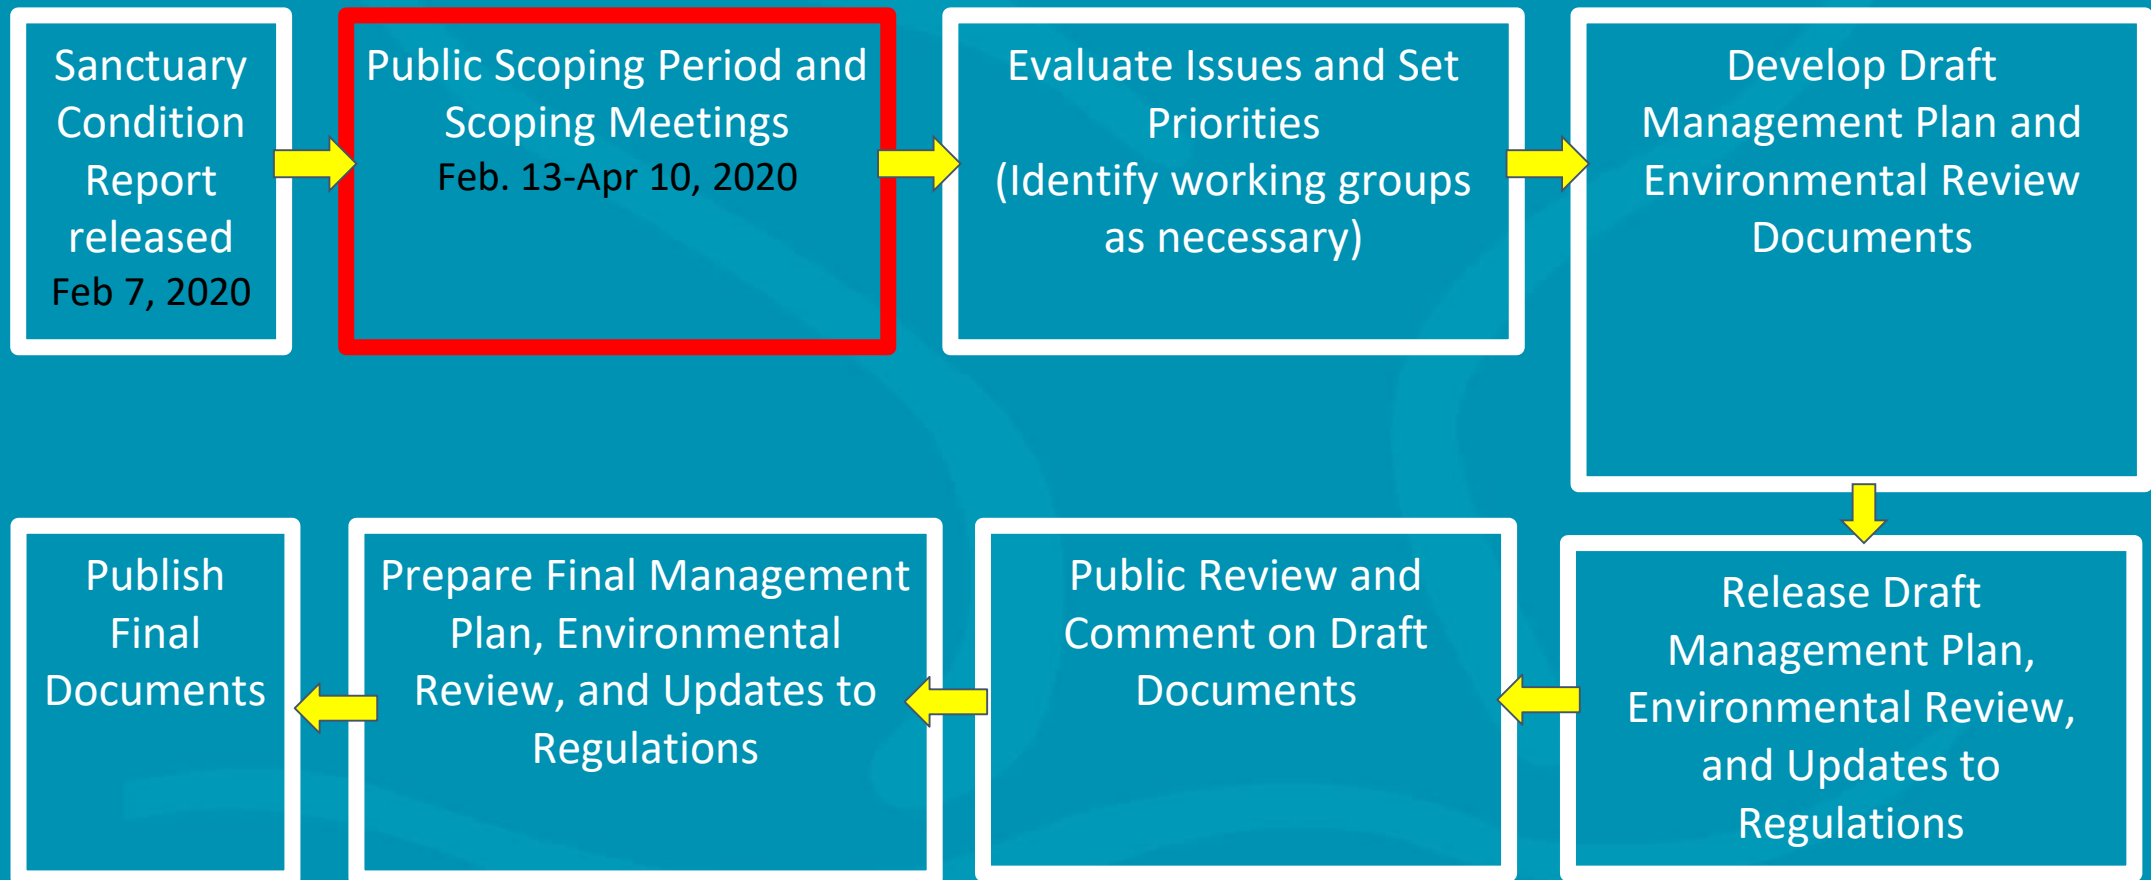 Sanctuary
Condition
Report
released
Feb 7, 2020
Public Scoping Period and
Scoping Meetings
Feb. 13-Apr 10, 2020
Evaluate Issues and Set
Priorities
(Identify working groups
as necessary)
Develop Draft
Management Plan and
Environmental Review
Documents
Release Draft
Management Plan,
Environmental Review,
and Updates to
Regulations
Public Review and
Comment on Draft
Documents
Prepare Final Management
Plan, Environmental
Review, and Updates to
Regulations
Publish
Final
Documents